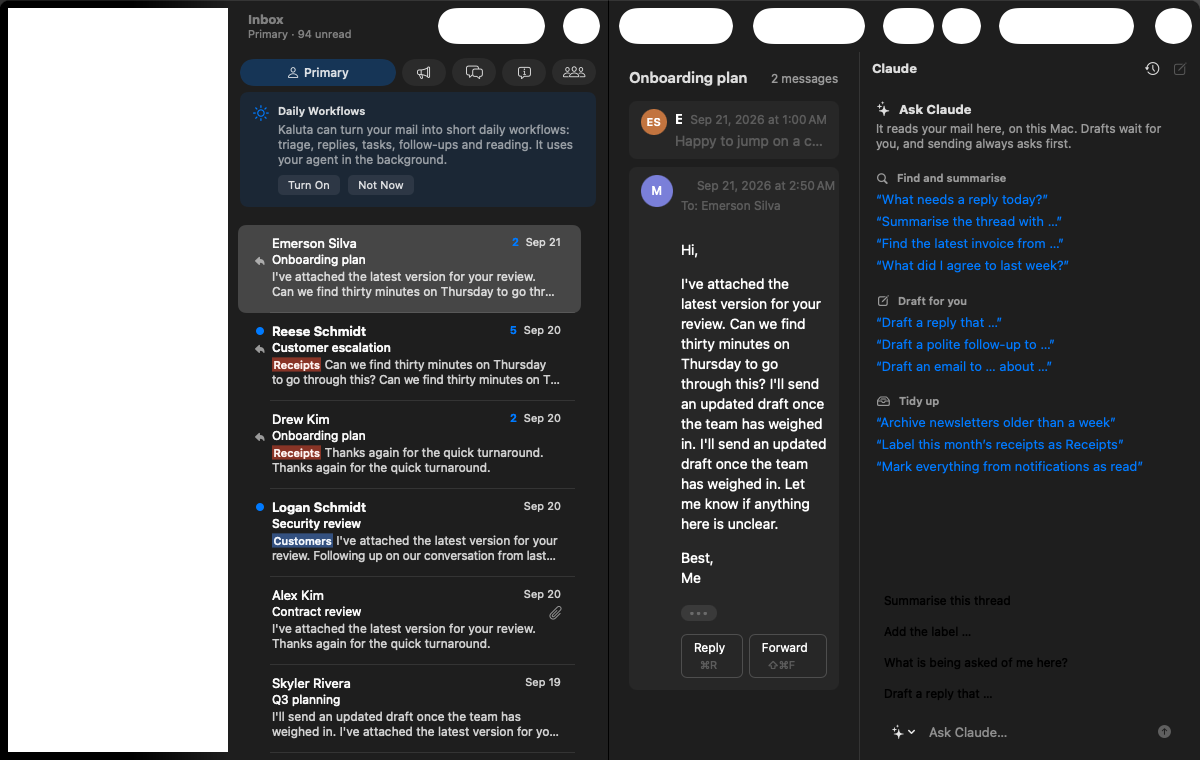 Inbox
Primary · 94 unread
Primary
Daily Workflows
Kaluta can turn your mail into short daily workflows:
triage, replies, tasks, follow-ups and reading. It uses
your agent in the background.
Turn On
Not Now
Emerson Silva
2 Sep 21
Onboarding plan
I've attached the latest version for your review.
Can we find thirty minutes on Thursday to go thr...
Reese Schmidt
5 Sep 20
Customer escalation
Receipts Can we find thirty minutes on Thursday
to go through this? Can we find thirty minutes on T...
Drew Kim
2 Sep 20
Onboarding plan
Receipts Thanks again for the quick turnaround.
Thanks again for the quick turnaround.
Logan Schmidt
Sep 20
Security review
Customers I've attached the latest version for your
review. Following up on our conversation from last...
Alex Kim
Sep 20
Contract review
I've attached the latest version for your review.
Thanks again for the quick turnaround.
Skyler Rivera
Sep 19
Q3 planning
I'll send an updated draft once the team has
weighed in. I've attached the latest version for yo...
Onboarding plan
2 messages
ES
E
Sep 21, 2026 at 1:00 AM
Happy to jump on a c...
M
Sep 21, 2026 at 2:50 AM
To: Emerson Silva
Hi,
I've attached the
latest version for your
review. Can we find
thirty minutes on
Thursday to go
through this? I'll send
an updated draft once
the team has weighed
in. I'll send an updated
draft once the team
has weighed in. Let
me know if anything
here is unclear.
Best,
Me
Reply
⌘R
Forward
⇧⌘F
Claude
Ask Claude
It reads your mail here, on this Mac. Drafts wait for
you, and sending always asks first.
Find and summarise
“What needs a reply today?”
“Summarise the thread with ...”
“Find the latest invoice from ...”
“What did I agree to last week?”
Draft for you
“Draft a reply that ...”
“Draft a polite follow-up to ...”
“Draft an email to ... about ...”
Tidy up
“Archive newsletters older than a week”
“Label this month’s receipts as Receipts”
“Mark everything from notifications as read”
Summarise this thread
Add the label ...
What is being asked of me here?
Draft a reply that ...
Ask Claude...